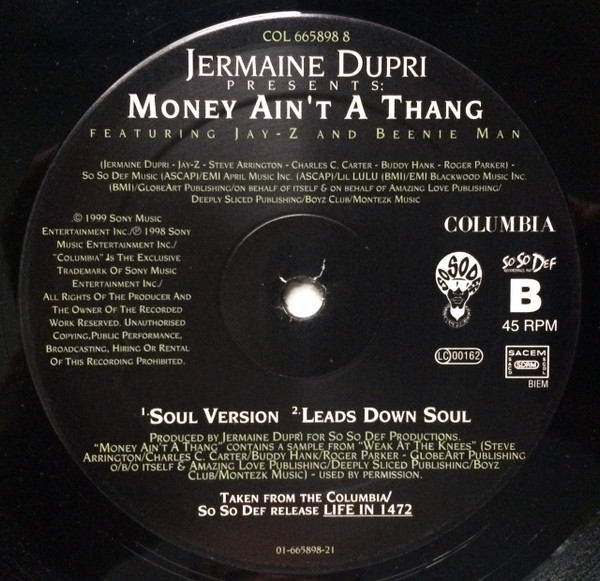 COL 665898 8
JERMAINE DUPRI
PRESENTS:
MONEY AIN'T A THANG
FEATURING JAY-Z AND BEENIE MAN
(JERMAINE DUPRI - JAY-Z - STEVE ARRINGTON - CHARLES C. CARTER - BUDDY HANK - ROGER PARKER) -
SO SO DEF MUSIC (ASCAP)/EMI APRIL MUSIC INC. (ASCAP)/LIL LULU (BMI)/EMI BLACKWOOD MUSIC INC.
(BMI)/GLOBEART PUBLISHING/ON BEHALF OF ITSELF & ON BEHALF OF AMAZING LOVE PUBLISHING/
DEEPLY SLICED PUBLISHING/BOYZ CLUB/MONTEZK MUSIC
© 1999 SONY MUSIC
ENTERTAINMENT INC./℗ 1998 SONY
MUSIC ENTERTAINMENT INC./
"COLUMBIA" IS THE EXCLUSIVE
TRADEMARK OF SONY MUSIC
ENTERTAINMENT INC./
ALL RIGHTS OF THE PRODUCER AND
THE OWNER OF THE RECORDED
WORK RESERVED. UNAUTHORISED
COPYING,PUBLIC PERFORMANCE,
BROADCASTING, HIRING OR RENTAL
OF THIS RECORDING PROHIBITED.
COLUMBIA
SO SO DEF
SO SO DEF
RECORDINGS, INC
B
45 RPM
LC 00162
SACEM
SACD SDRM SGDL
BIEM
1.SOUL VERSION 2.LEADS DOWN SOUL
PRODUCED BY JERMAINE DUPRI FOR SO SO DEF PRODUCTIONS.
"MONEY AIN'T A THANG" CONTAINS A SAMPLE FROM "WEAK AT THE KNEES" (STEVE
ARRINGTON/CHARLES C. CARTER/BUDDY HANK/ROGER PARKER - GLOBEART PUBLISHING
O/B/O ITSELF & AMAZING LOVE PUBLISHING/DEEPLY SLICED PUBLISHING/BOYZ
CLUB/MONTEZK MUSIC) - USED BY PERMISSION.
TAKEN FROM THE COLUMBIA/
SO SO DEF RELEASE LIFE IN 1472
01-665898-21